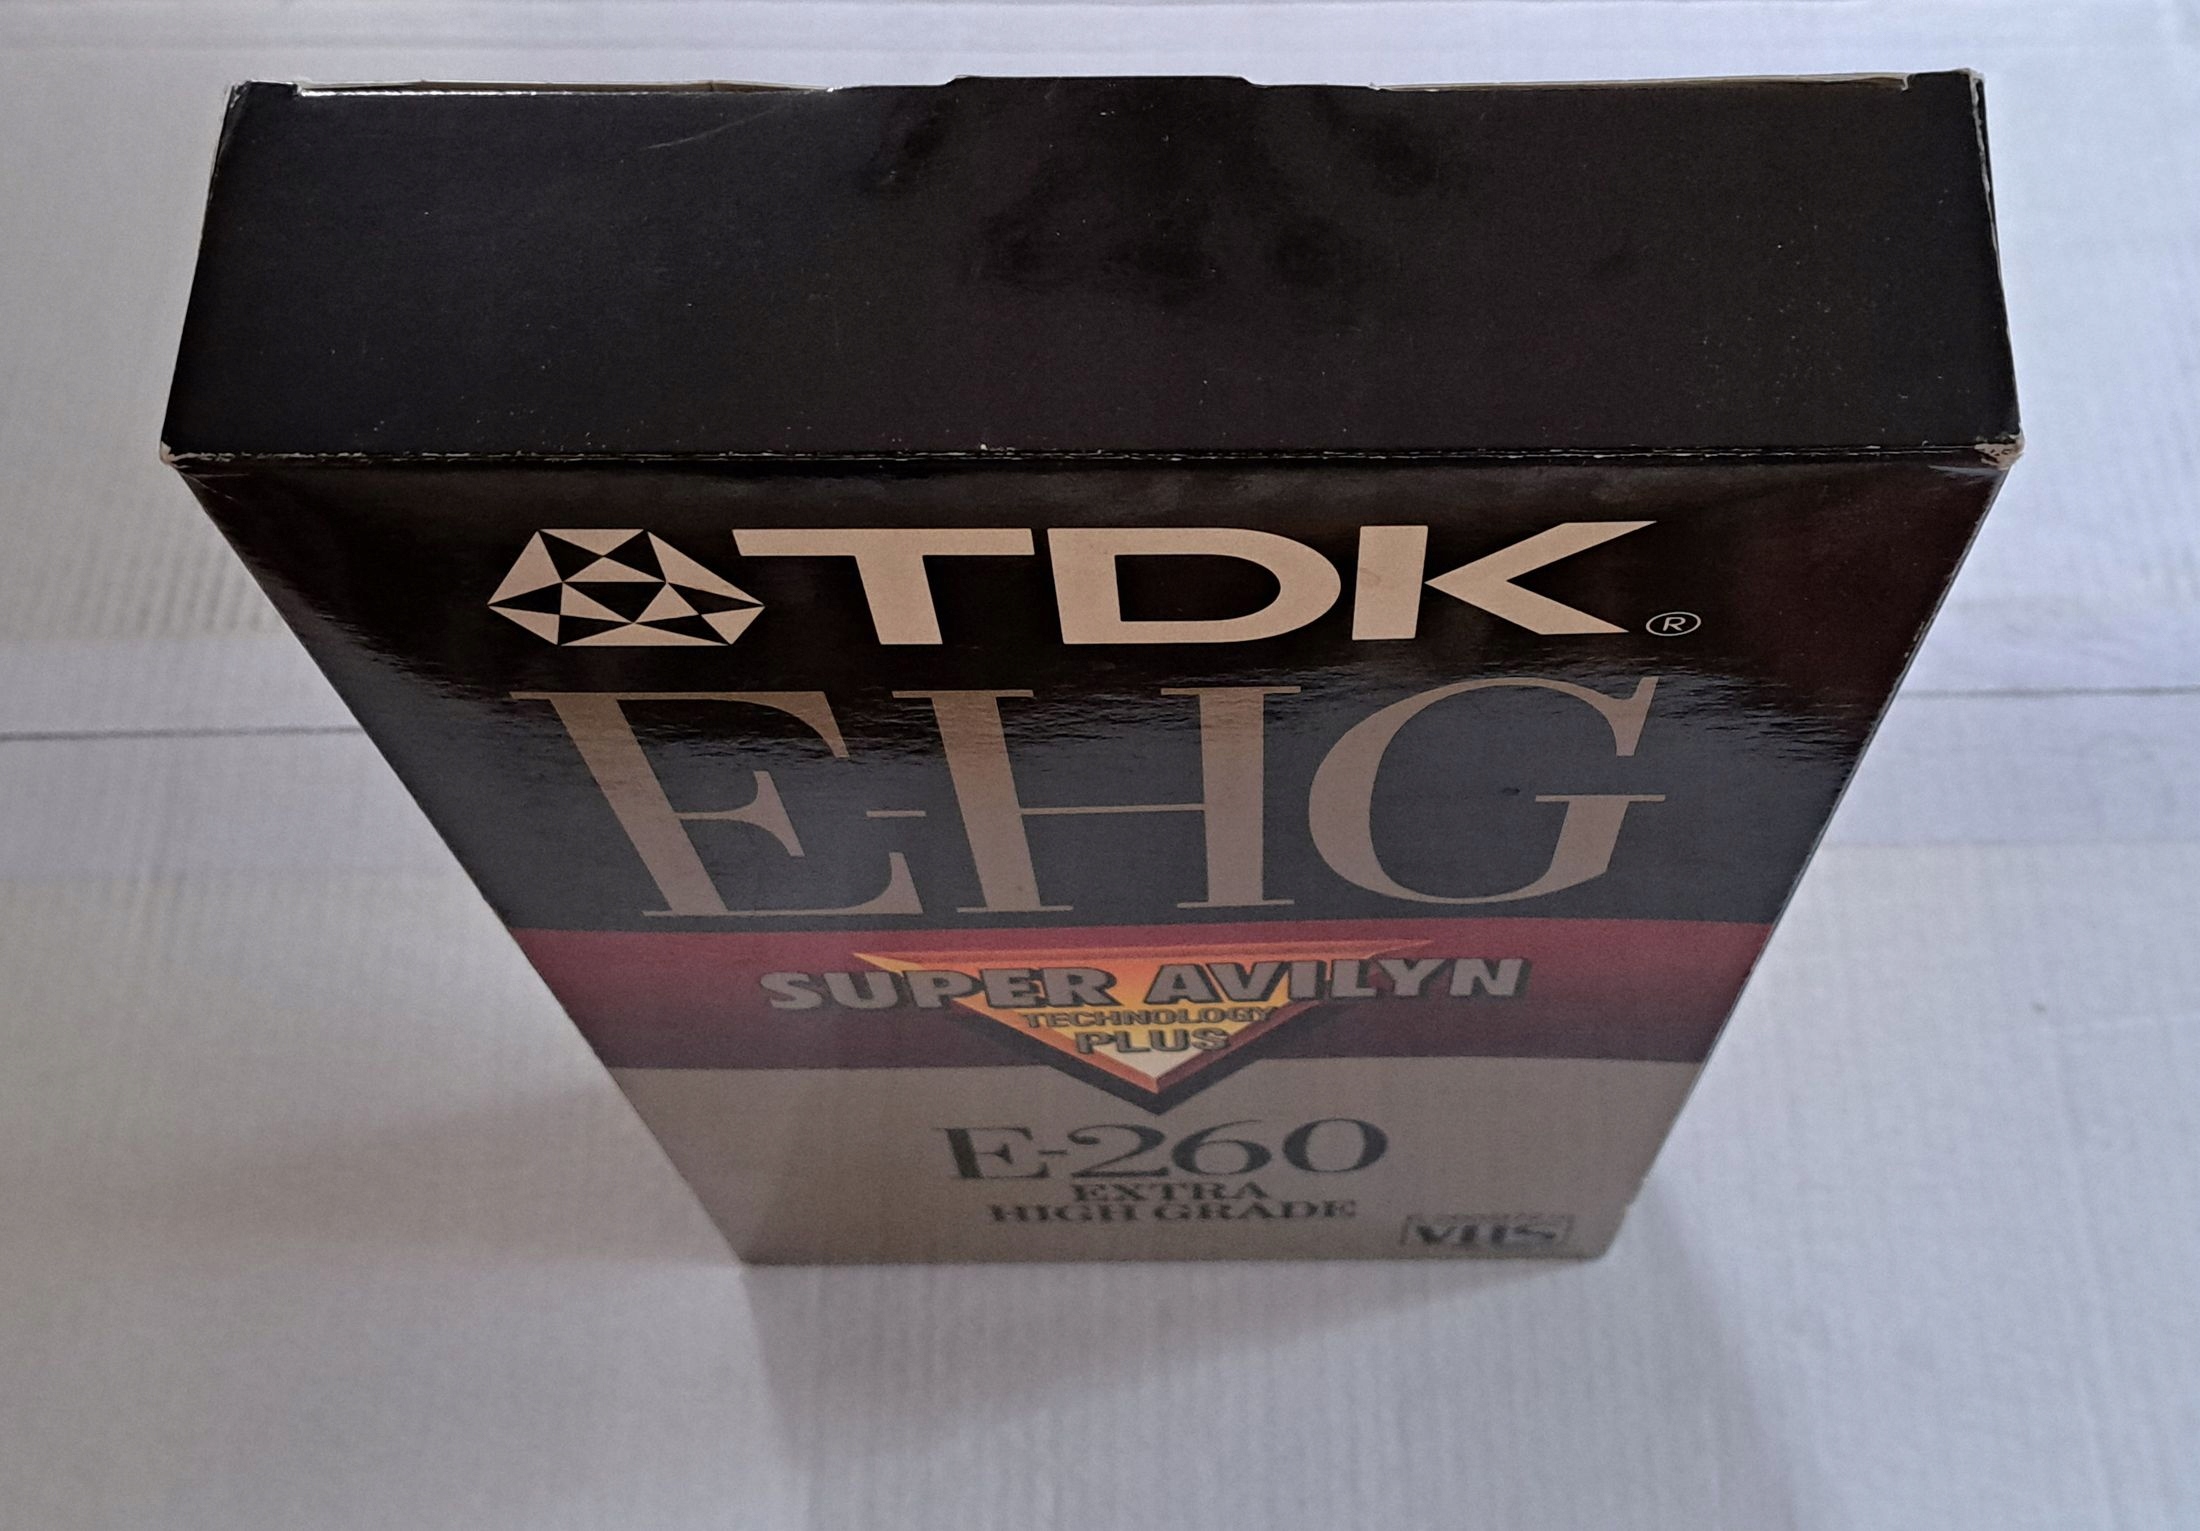 TDK®
E-HG
SUPER AVILYN
TECHNOLOGY
PLUS
E-260
EXTRA
HIGH GRADE
VHS